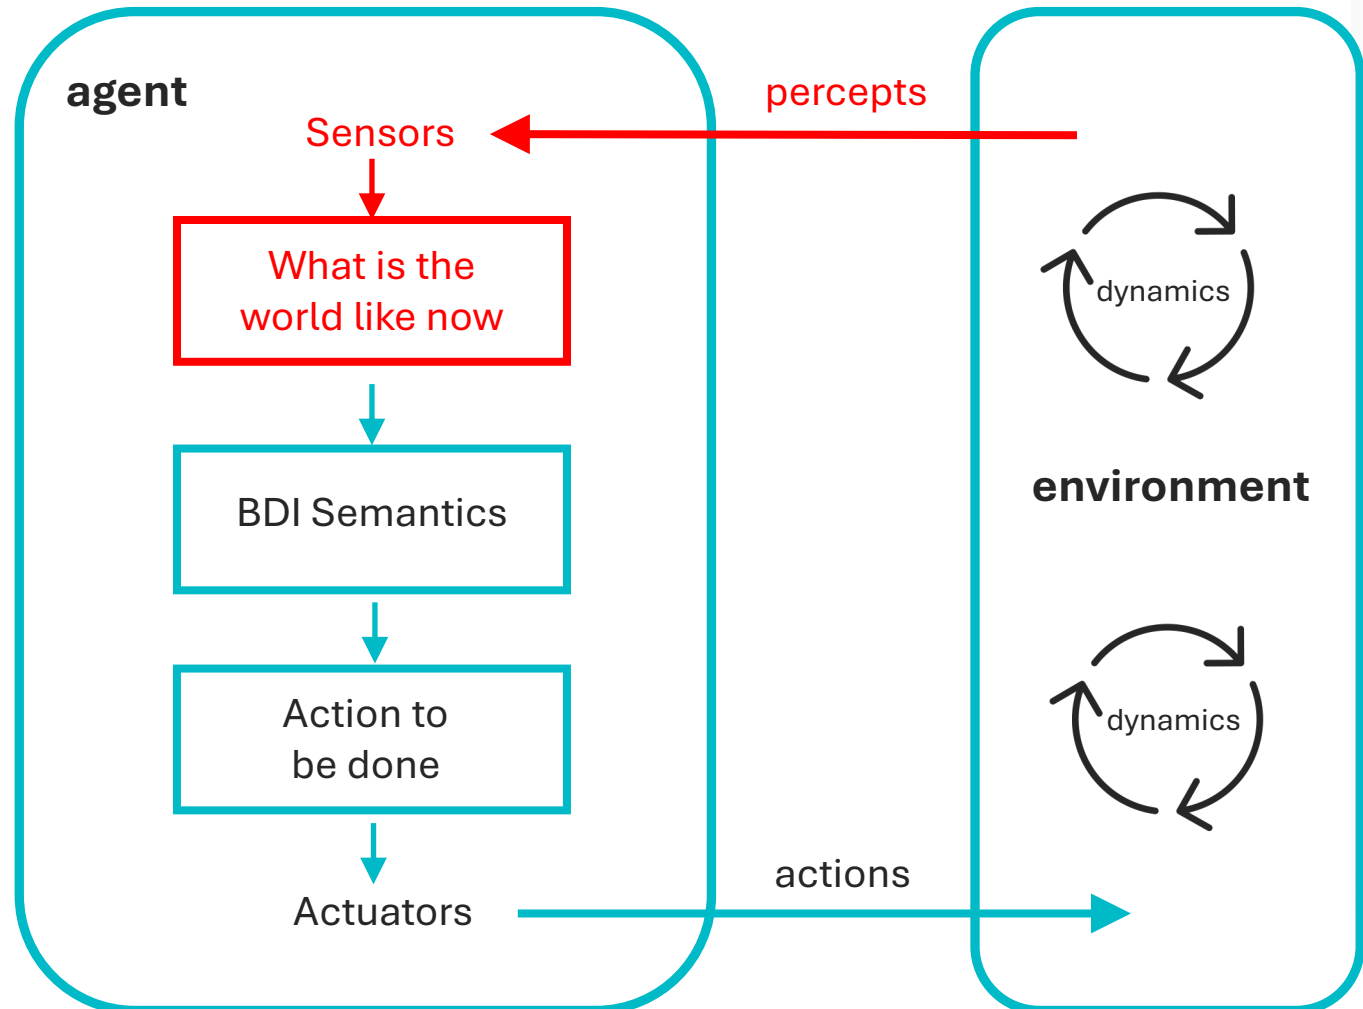 agent
percepts
Sensors
What is the
world like now
dynamics
BDI Semantics
environment
Action to
be done
dynamics
actions
Actuators